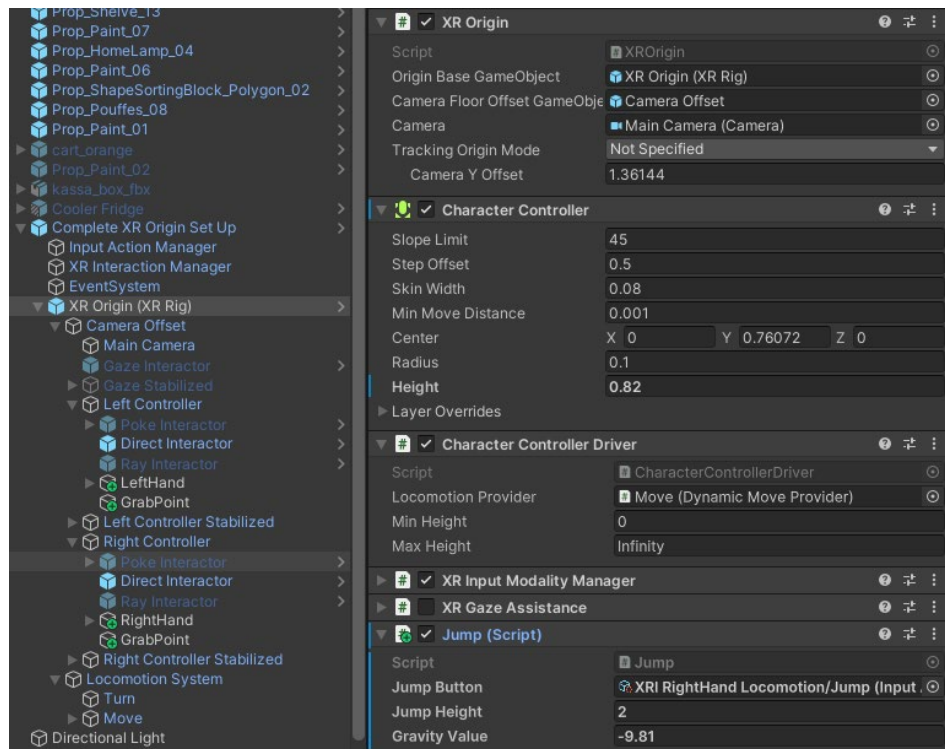 Prop_Shelve_13
Prop_Paint_07
Prop_HomeLamp_04
Prop_Paint_06
Prop_ShapeSortingBlock_Polygon_02
Prop_Pouffes_08
Prop_Paint_01
cart_orange
Prop_Paint_02
kassa_box_fbx
Cooler Fridge
Complete XR Origin Set Up
Input Action Manager
XR Interaction Manager
EventSystem
XR Origin (XR Rig)
Camera Offset
Main Camera
Gaze Interactor
Gaze Stabilized
Left Controller
Poke Interactor
Direct Interactor
Ray Interactor
LeftHand
GrabPoint
Left Controller Stabilized
Right Controller
Poke Interactor
Direct Interactor
Ray Interactor
RightHand
GrabPoint
Right Controller Stabilized
Locomotion System
Turn
Move
Directional Light
XR Origin
Script XROrigin
Origin Base GameObject XR Origin (XR Rig)
Camera Floor Offset GameObje Camera Offset
Camera Main Camera (Camera)
Tracking Origin Mode Not Specified
Camera Y Offset 1.36144
Character Controller
Slope Limit 45
Step Offset 0.5
Skin Width 0.08
Min Move Distance 0.001
Center X 0 Y 0.76072 Z 0
Radius 0.1
Height 0.82
Layer Overrides
Character Controller Driver
Script CharacterControllerDriver
Locomotion Provider Move (Dynamic Move Provider)
Min Height 0
Max Height Infinity
XR Input Modality Manager
XR Gaze Assistance
Jump (Script)
Script Jump
Jump Button XRI RightHand Locomotion/Jump (Input .
Jump Height 2
Gravity Value -9.81